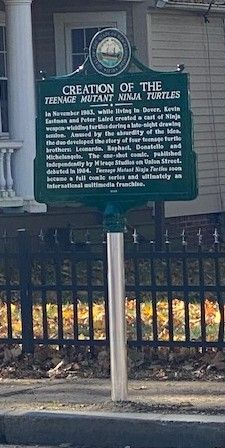 CREATION OF THE
TEENAGE MUTANT NINJA TURTLES
In November 1983, while living in Dover, Kevin
Eastman and Peter Laird created a cast of Ninja
weapon-wielding turtles during a late-night drawing
session. Amused by the absurdity of the idea,
the duo developed the story of four teenage turtle
brothers: Leonardo, Raphael, Donatello and
Michelangelo. The one-shot comic, published
independently by Mirage Studios on Union Street,
debuted in 1984. Teenage Mutant Ninja Turtles soon
became a full comic series and ultimately an
international multimedia franchise.